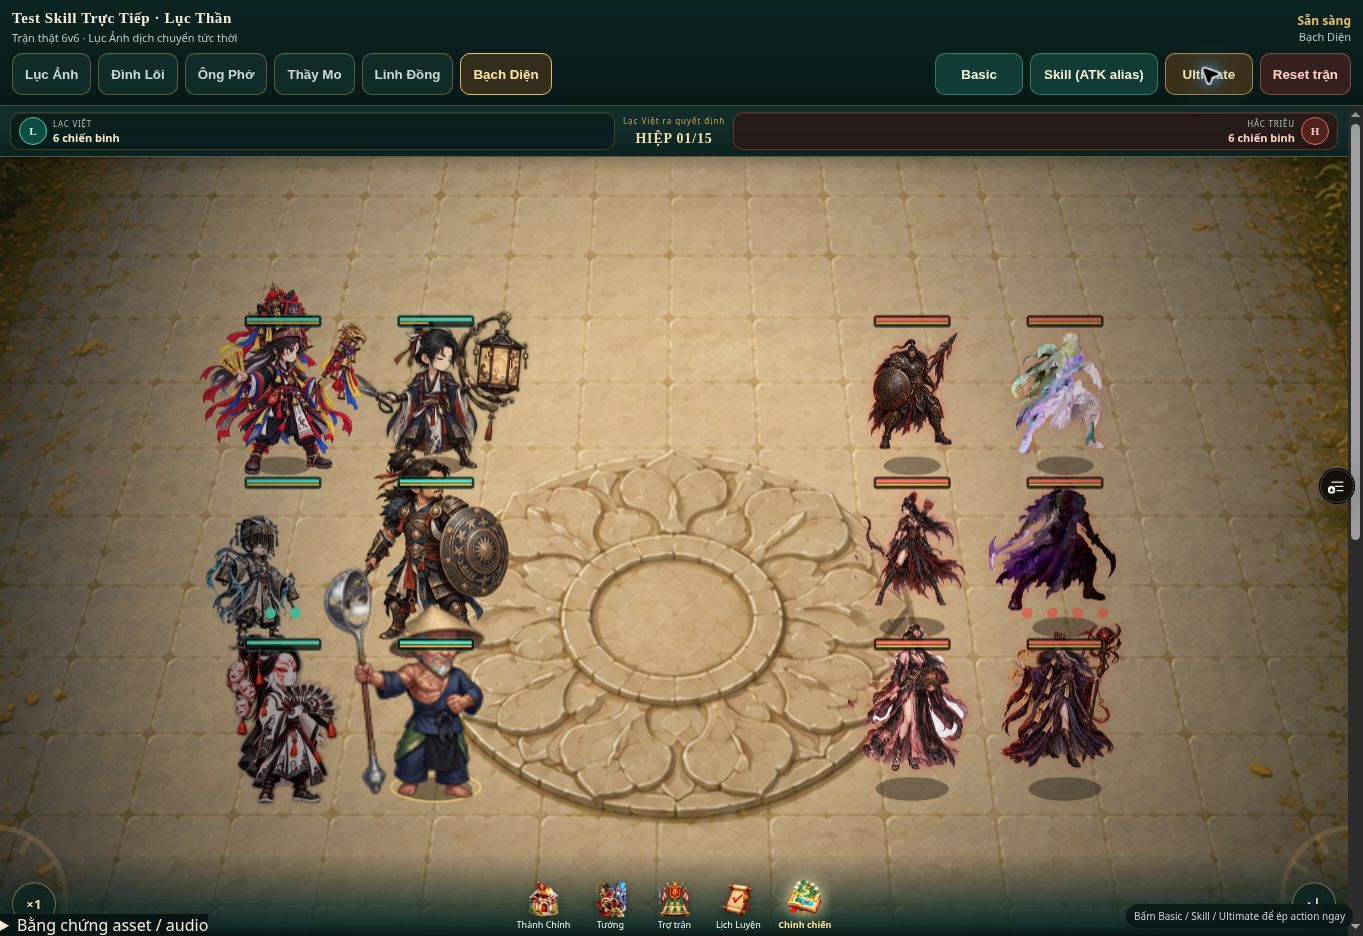 Test Skill Trực Tiếp · Lục Thần
Trận thật 6v6 · Lục Ảnh dịch chuyển tức thời
Sẵn sàng
Bạch Diện
Lục Ảnh
Đình Lôi
Ông Phở
Thầy Mo
Linh Đồng
Bạch Diện
Basic
Skill (ATK alias)
Ultimate
Reset trận
L
LẠC VIỆT
6 chiến binh
Lạc Việt ra quyết định
HIỆP 01/15
HẮC TRIỀU
6 chiến binh
H
×1
Bằng chứng asset / audio
Thành Chính
Tướng
Trợ trận
Lịch Luyện
Chinh chiến
Bấm Basic / Skill / Ultimate để ép action ngay